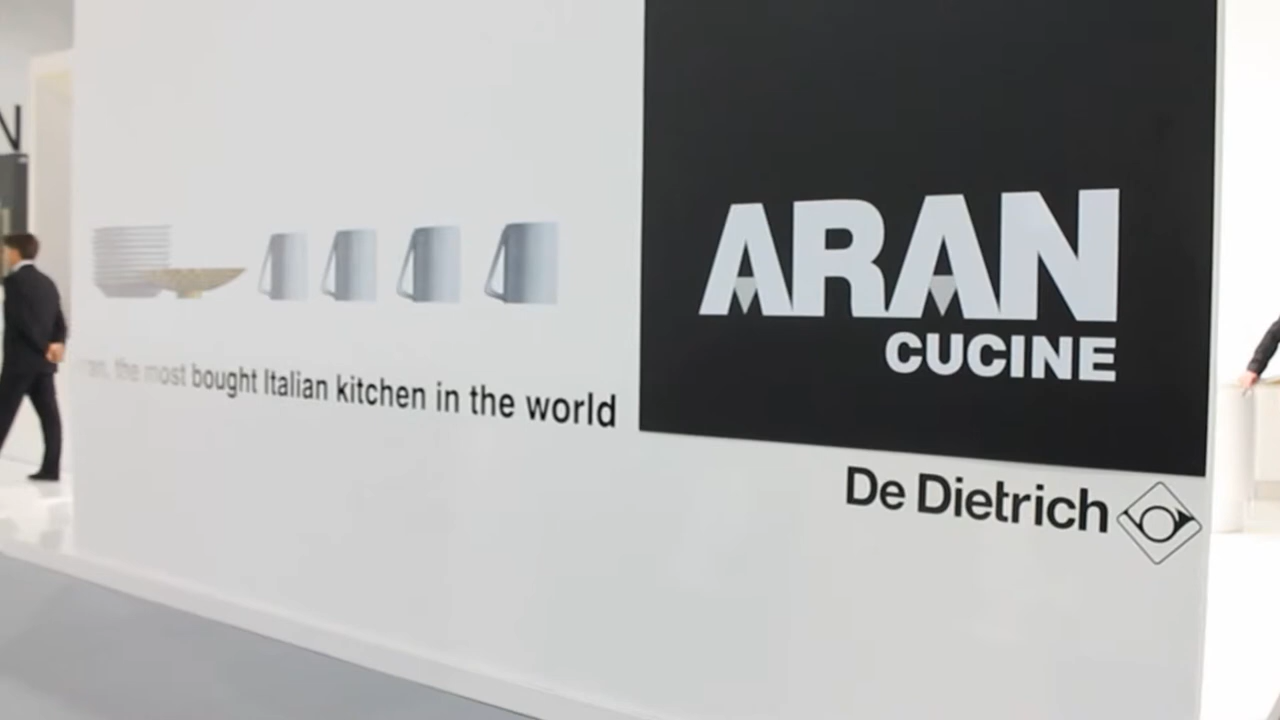 N
the most bought Italian kitchen in the world
ARAN
CUCINE
De Dietrich